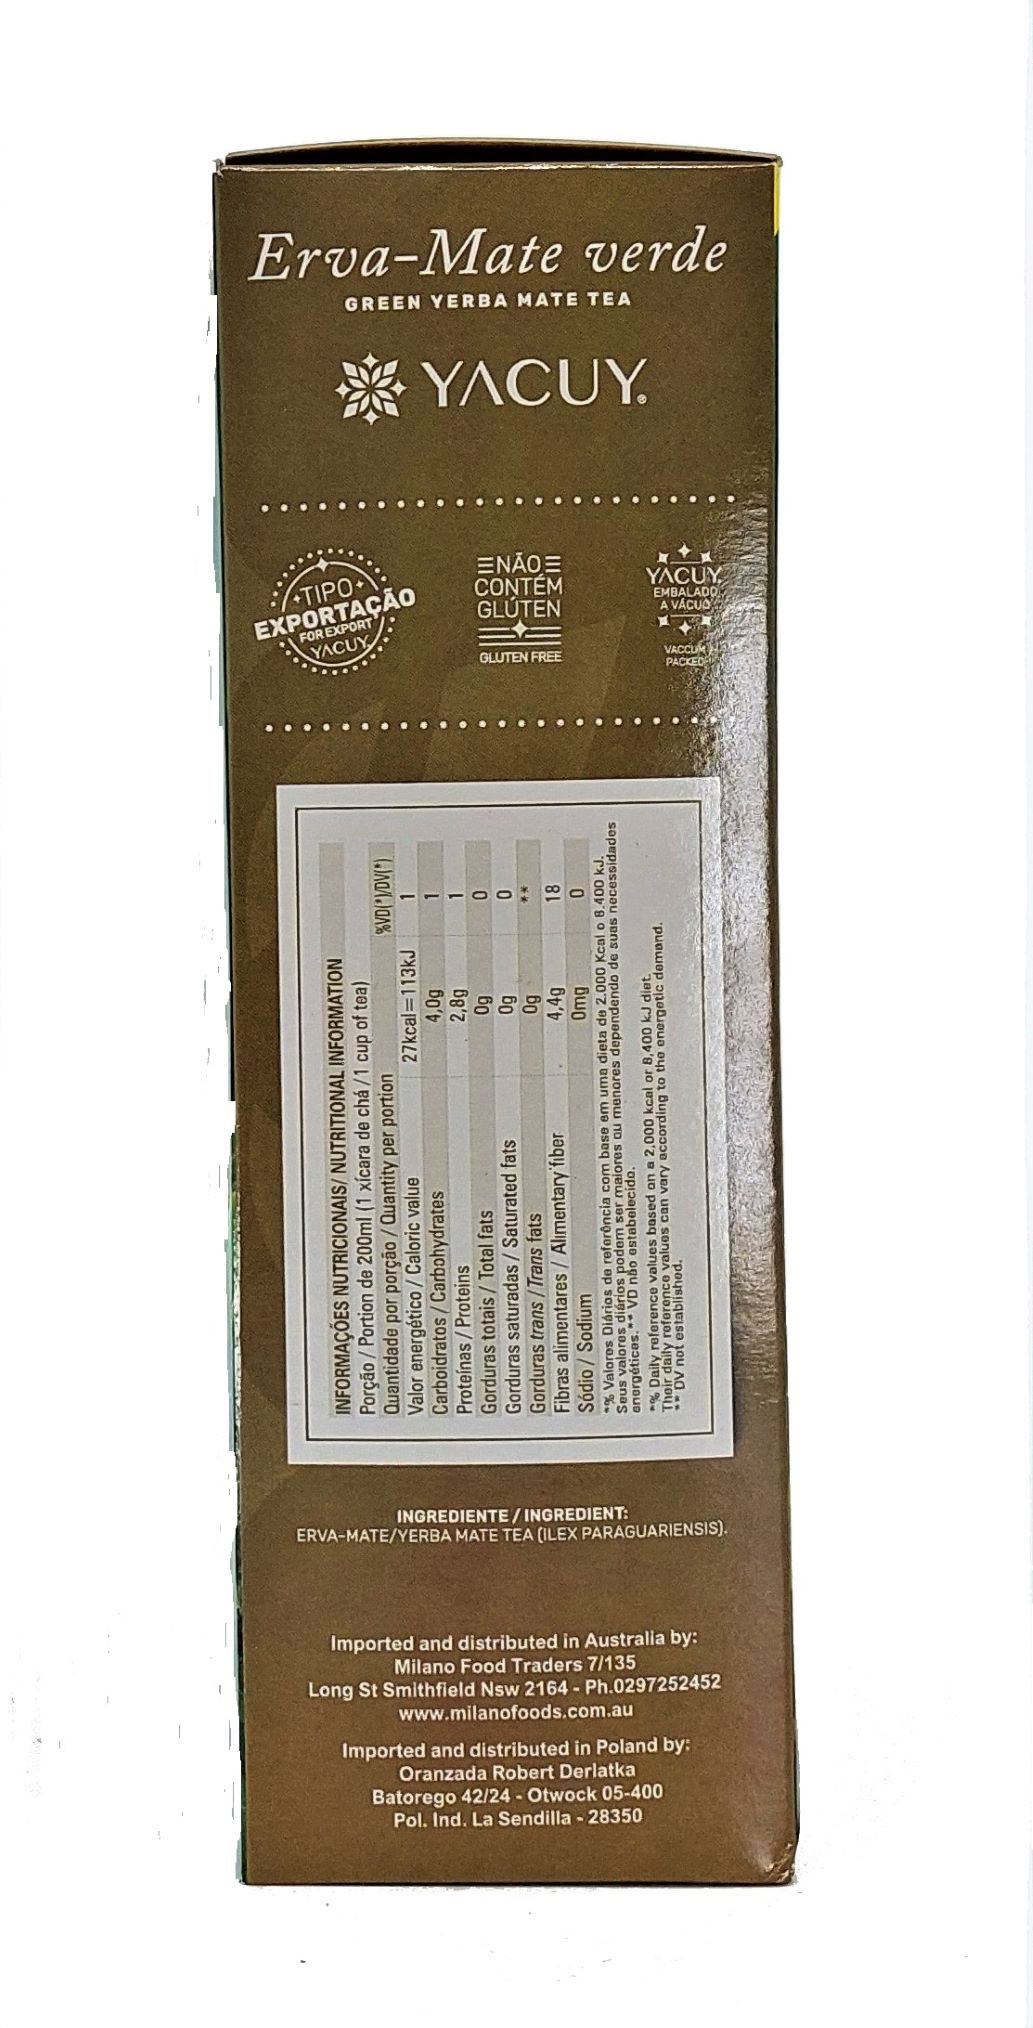 Erva-Mate verde
GREEN YERBA MATE TEA
YACUY®
TIPO
EXPORTAÇÃO
FOR EXPORT
YACUY
NÃO
CONTÉM
GLÚTEN
GLUTEN FREE
YACUY
EMBALADO
A VÁCUO
VACCUM
PACKED
INFORMAÇÕES NUTRICIONAIS/ NUTRITIONAL INFORMATION
Porção / Portion de 200ml (1 xícara de chá / 1 cup of tea)
Quantidade por porção / Quantity per portion %VD(*)/DV(*)
Valor energético / Caloric value 27kcal=113kJ 1
Carboidratos / Carbohydrates 4,0g 1
Proteínas / Proteins 2,8g 1
Gorduras totais / Total fats 0g 0
Gorduras saturadas / Saturated fats 0g 0
Gorduras trans /Trans fats 0g **
Fibras alimentares / Alimentary fiber 4,4g 18
Sódio / Sodium 0mg 0
*% Valores Diários de referência com base em uma dieta de 2.000 Kcal o 8.400 kJ.
Seus valores diários podem ser maiores ou menores dependendo de suas necessidades
energéticas. ** VD não estabelecido.
*% Daily reference values based on a 2,000 kcal or 8,400 kJ diet.
Their daily reference values can vary according to the energetic demand.
** DV not established.
INGREDIENTE / INGREDIENT:
ERVA-MATE/YERBA MATE TEA (ILEX PARAGUARIENSIS).
Imported and distributed in Australia by:
Milano Food Traders 7/135
Long St Smithfield Nsw 2164 - Ph.0297252452
www.milanofoods.com.au
Imported and distributed in Poland by:
Oranzada Robert Derlatka
Batorego 42/24 - Otwock 05-400
Pol. Ind. La Sendilla - 28350